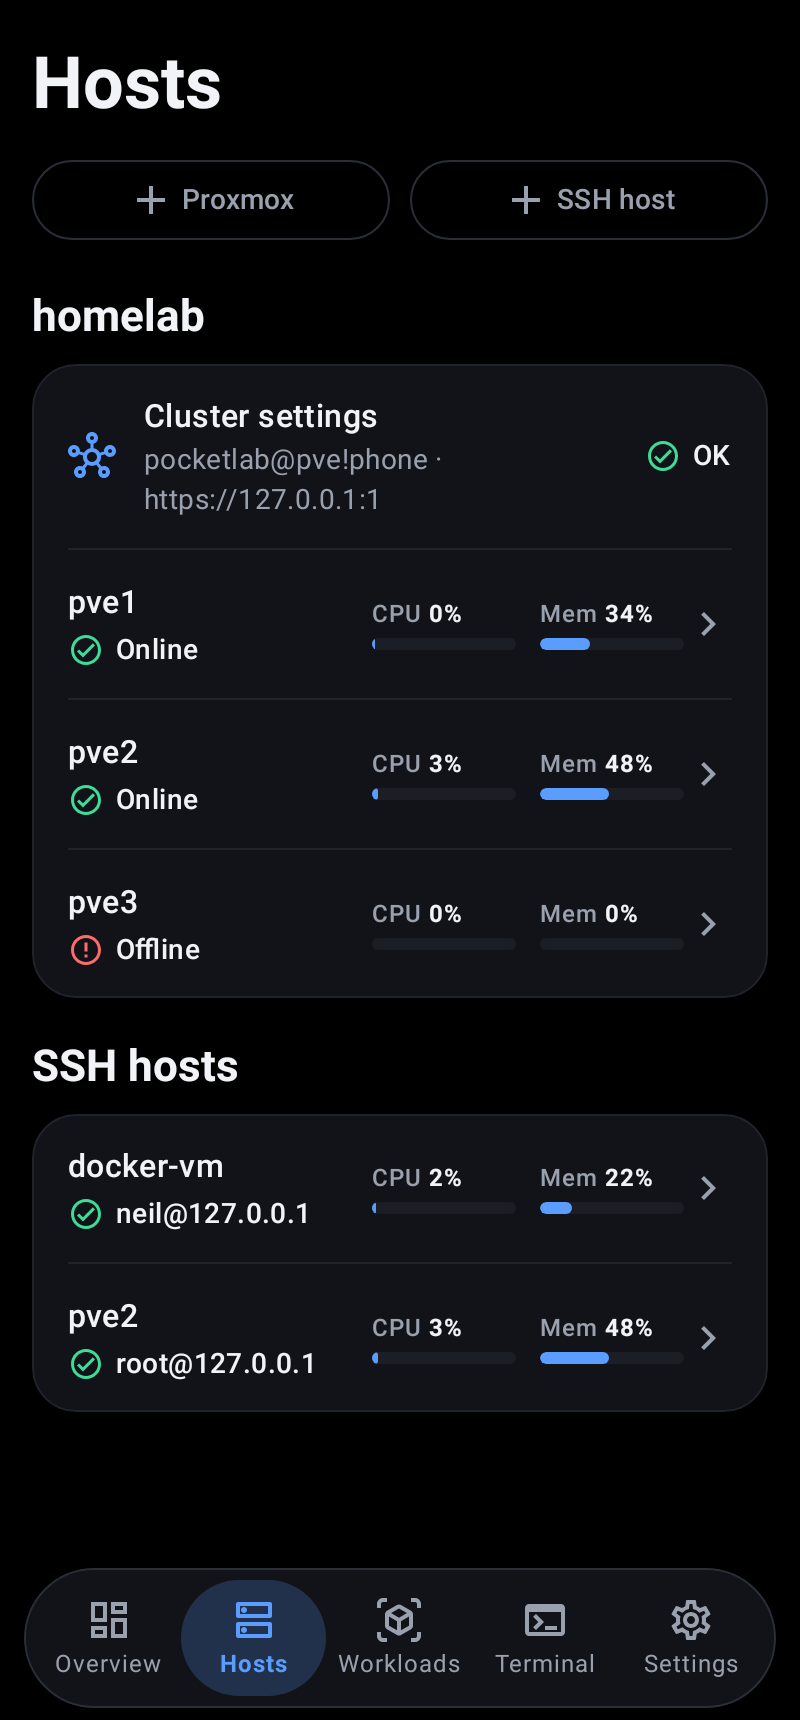 Hosts
Proxmox
SSH host
homelab
Cluster settings
pocketlab@pve!phone ·
https://127.0.0.1:1
OK
pve1
Online
CPU 0%
Mem 34%
pve2
Online
CPU 3%
Mem 48%
pve3
Offline
CPU 0%
Mem 0%
SSH hosts
docker-vm
neil@127.0.0.1
CPU 2%
Mem 22%
pve2
root@127.0.0.1
CPU 3%
Mem 48%
Overview
Hosts
Workloads
Terminal
Settings